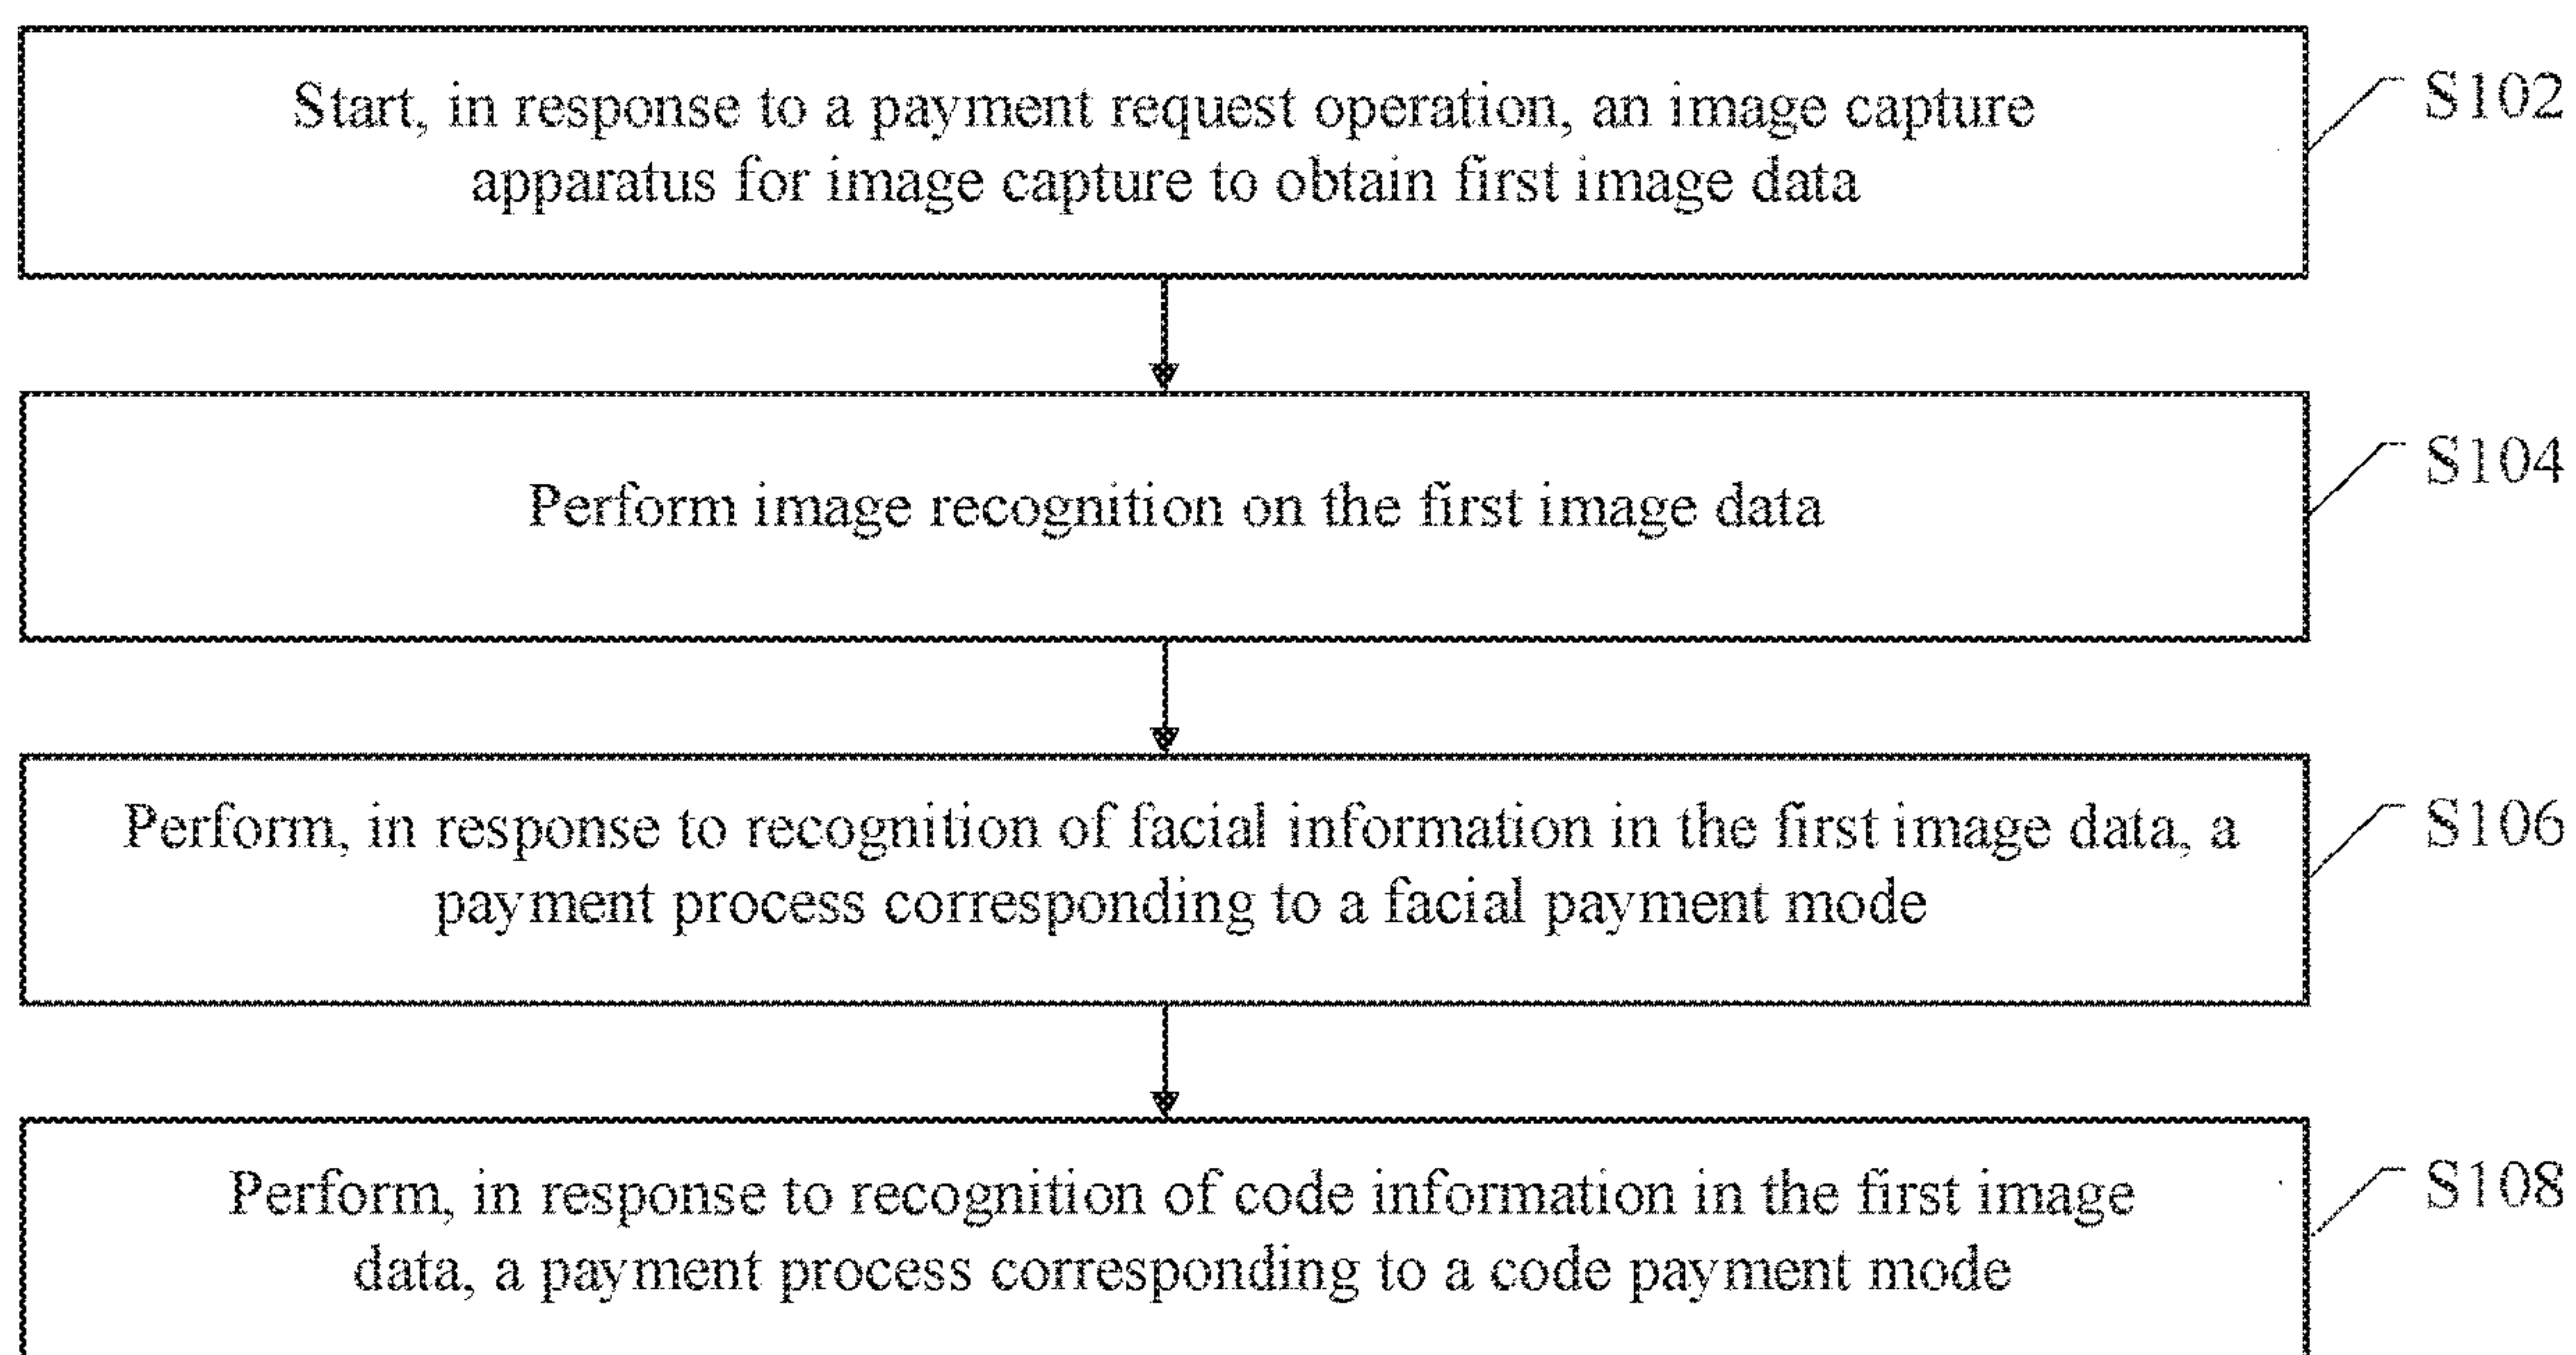 Start, in response to a payment request operation, an image capture
apparatus for image capture to obtain first image data
S102
Perform image recognition on the first image data
S104
Perform, in response to recognition of facial information in the first image data, a
payment process corresponding to a facial payment mode
S106
Perform, in response to recognition of code information in the first image
data, a payment process corresponding to a code payment mode
S108